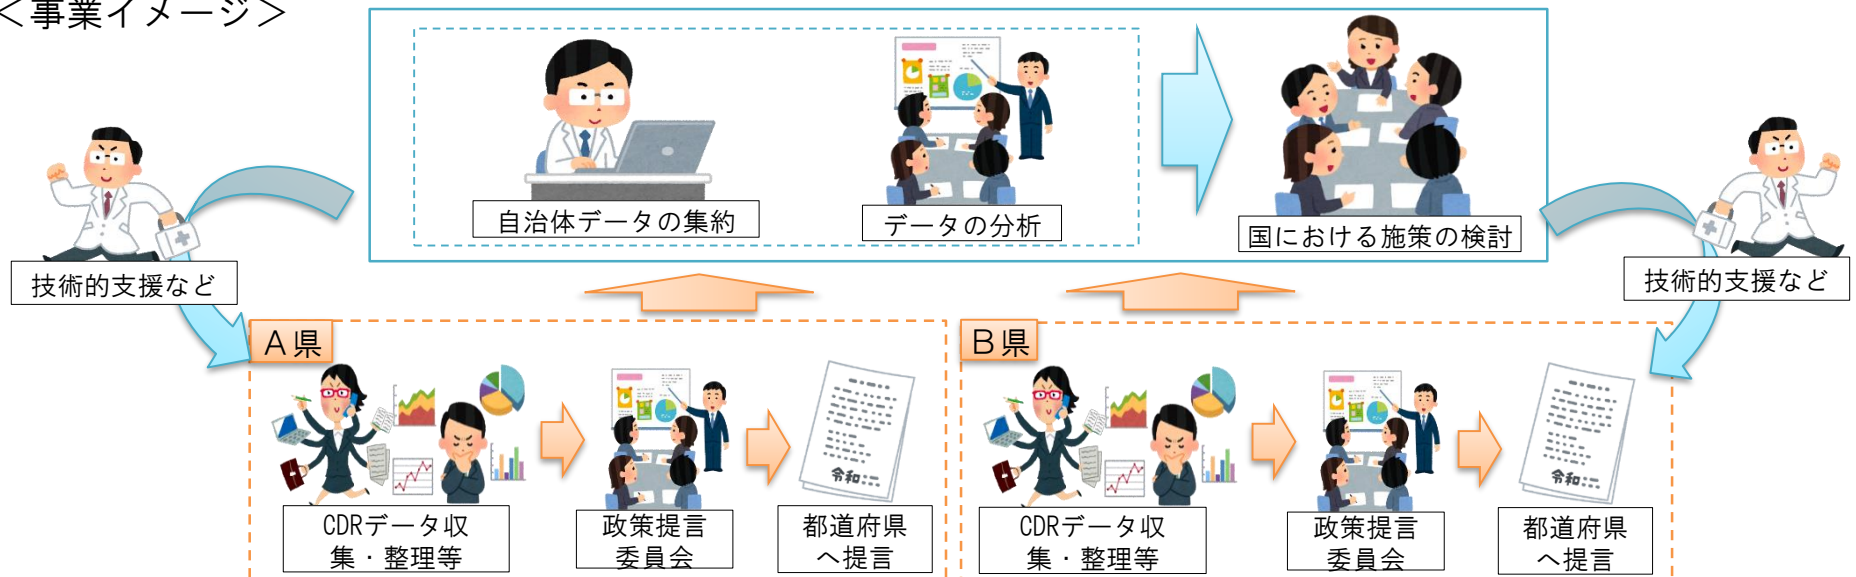 ＜事業イメージ＞
自治体データの集約
データの分析
国における施策の検討
技術的支援など
技術的支援など
A県
CDRデータ収
集・整理等
政策提言
委員会
令和
都道府県
へ提言
B県
CDRデータ収
集・整理等
政策提言
委員会
令和
都道府県
へ提言